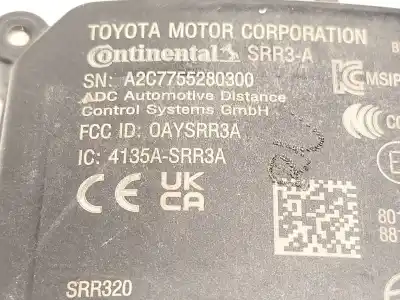 TOYOTA MOTOR CORPORATION
Continental SRR3-A
SN: A2C7755280300
ADC Automotive Distance
Control Systems GmbH
FCC ID: OAYSRR3A
IC: 4135A-SRR3A
MSIP
CE UK CA
SRR320